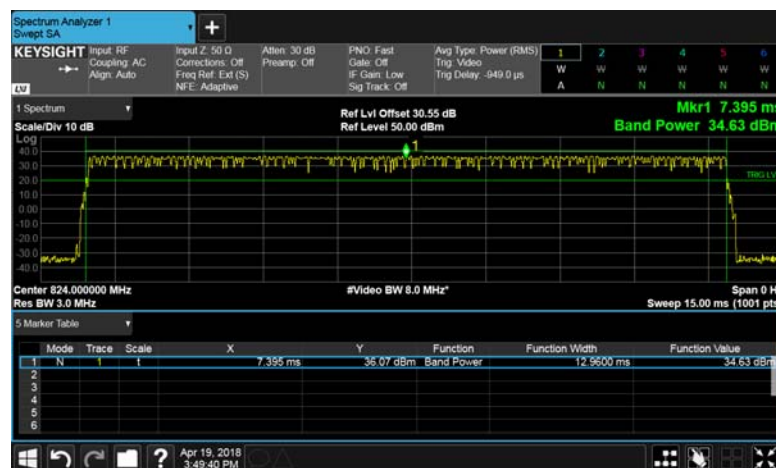 Spectrum Analyzer 1
Swept SA
KEYSIGHT
Input: RF
Coupling: AC
Align: Auto
Input Z: 50 Ω
Corrections: Off
Freq Ref: Ext (S)
NFE: Adaptive
Atten: 30 dB
Preamp: Off
PNO: Fast
Gate: Off
IF Gain: Low
Sig Track: Off
Avg Type: Power (RMS)
Trig: Video
Trig Delay: -949.0 µs
1 2 3 4 5 6
W W W W W W
A N N N N N
LXI
1 Spectrum
Scale/Div 10 dB
Ref Lvl Offset 30.55 dB
Ref Level 50.00 dBm
Mkr1 7.395 ms
Band Power 34.63 dBm
Log
40.0
30.0
20.0
10.0
0.00
-10.0
-20.0
-30.0
-40.0
1
TRIG LV
Center 824.000000 MHz
Res BW 3.0 MHz
#Video BW 8.0 MHz*
Span 0 H
Sweep 15.00 ms (1001 pts
5 Marker Table
Mode Trace Scale X Y Function Function Width Function Value
1 N 1 t 7.395 ms 36.07 dBm Band Power 12.9600 ms 34.63 dBm
2
3
4
5
6
?
Apr 19, 2018
3:49:40 PM